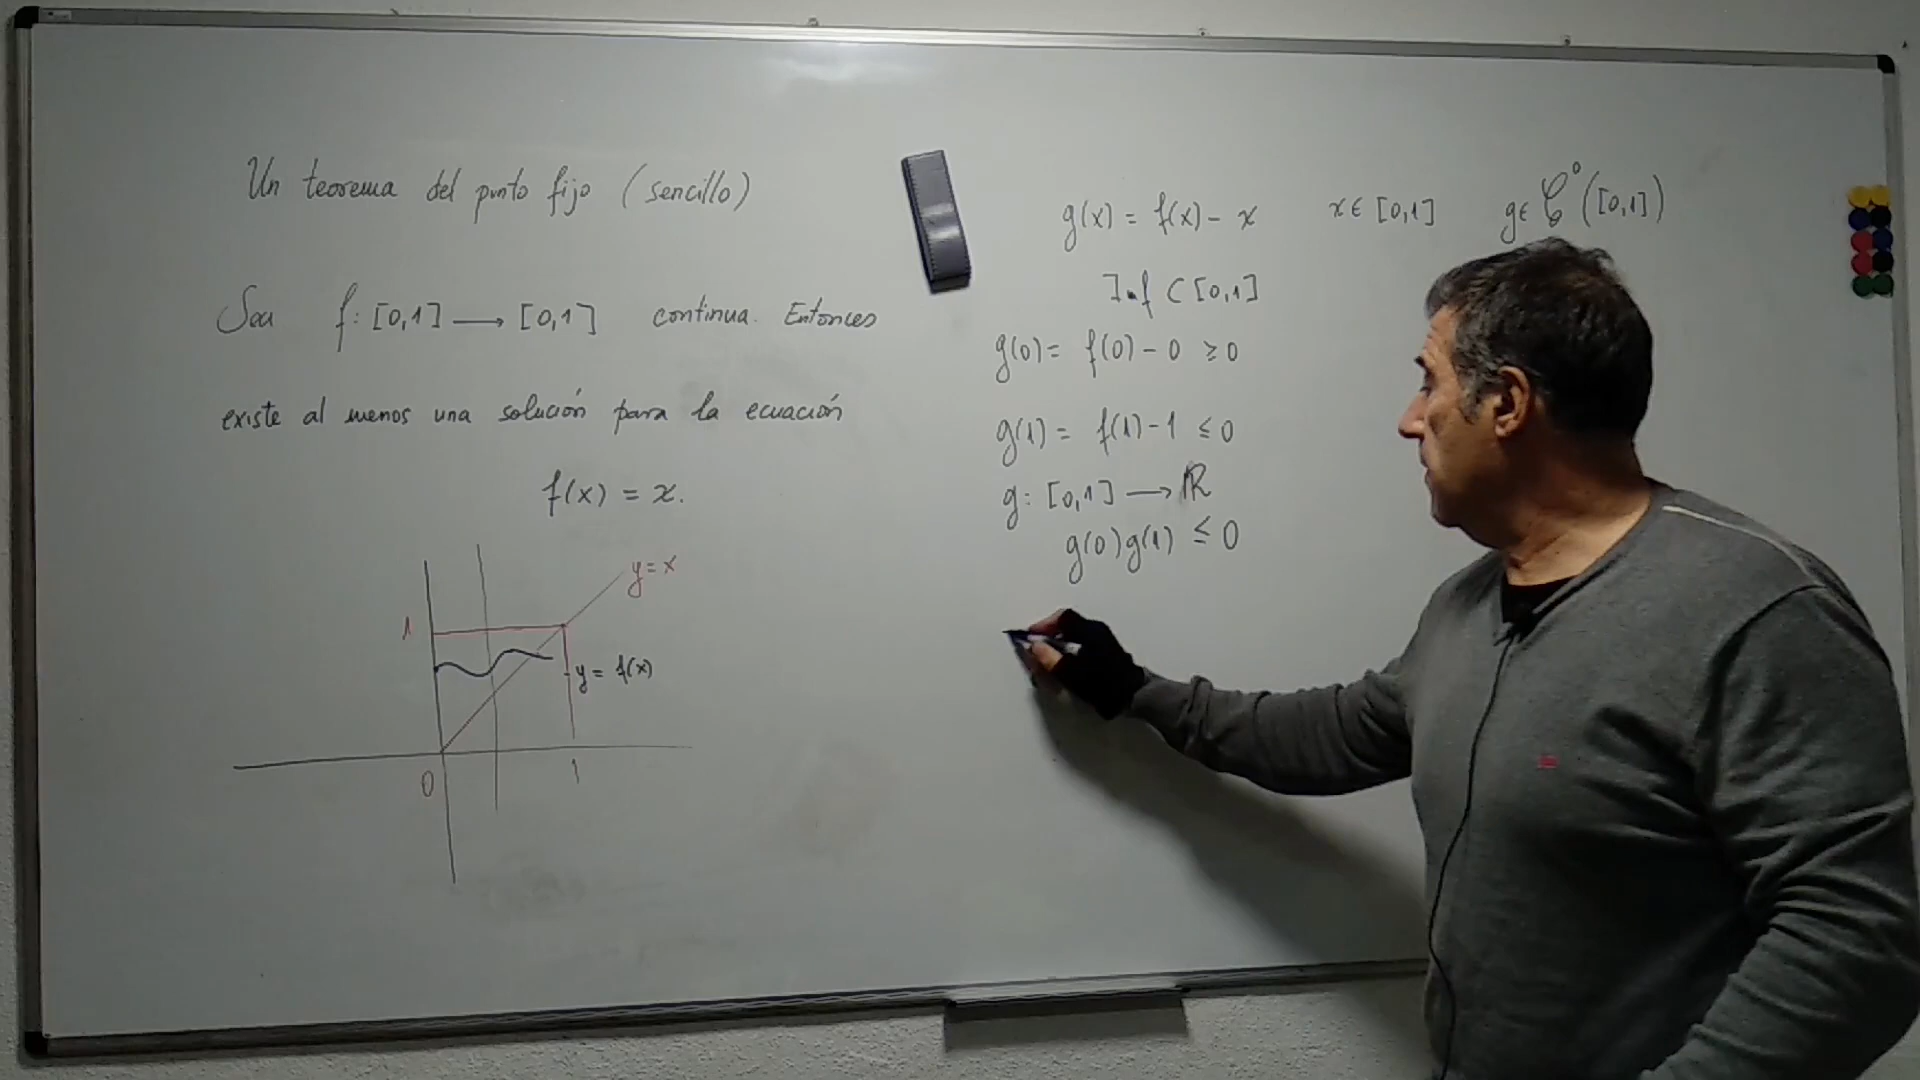 Un teorema del punto fijo (sencillo)
Sea f: [0,1] ⟶ [0,1] continua. Entonces
existe al menos una solución para la ecuación
f(x) = x.
y = x
1
y = f(x)
0
1
g(x) = f(x) - x x ∈ [0,1] g ∈ 𝒞⁰([0,1])
Im f ⊂ [0,1]
g(0) = f(0) - 0 ≥ 0
g(1) = f(1) - 1 ≤ 0
g: [0,1] ⟶ ℝ
g(0)g(1) ≤ 0